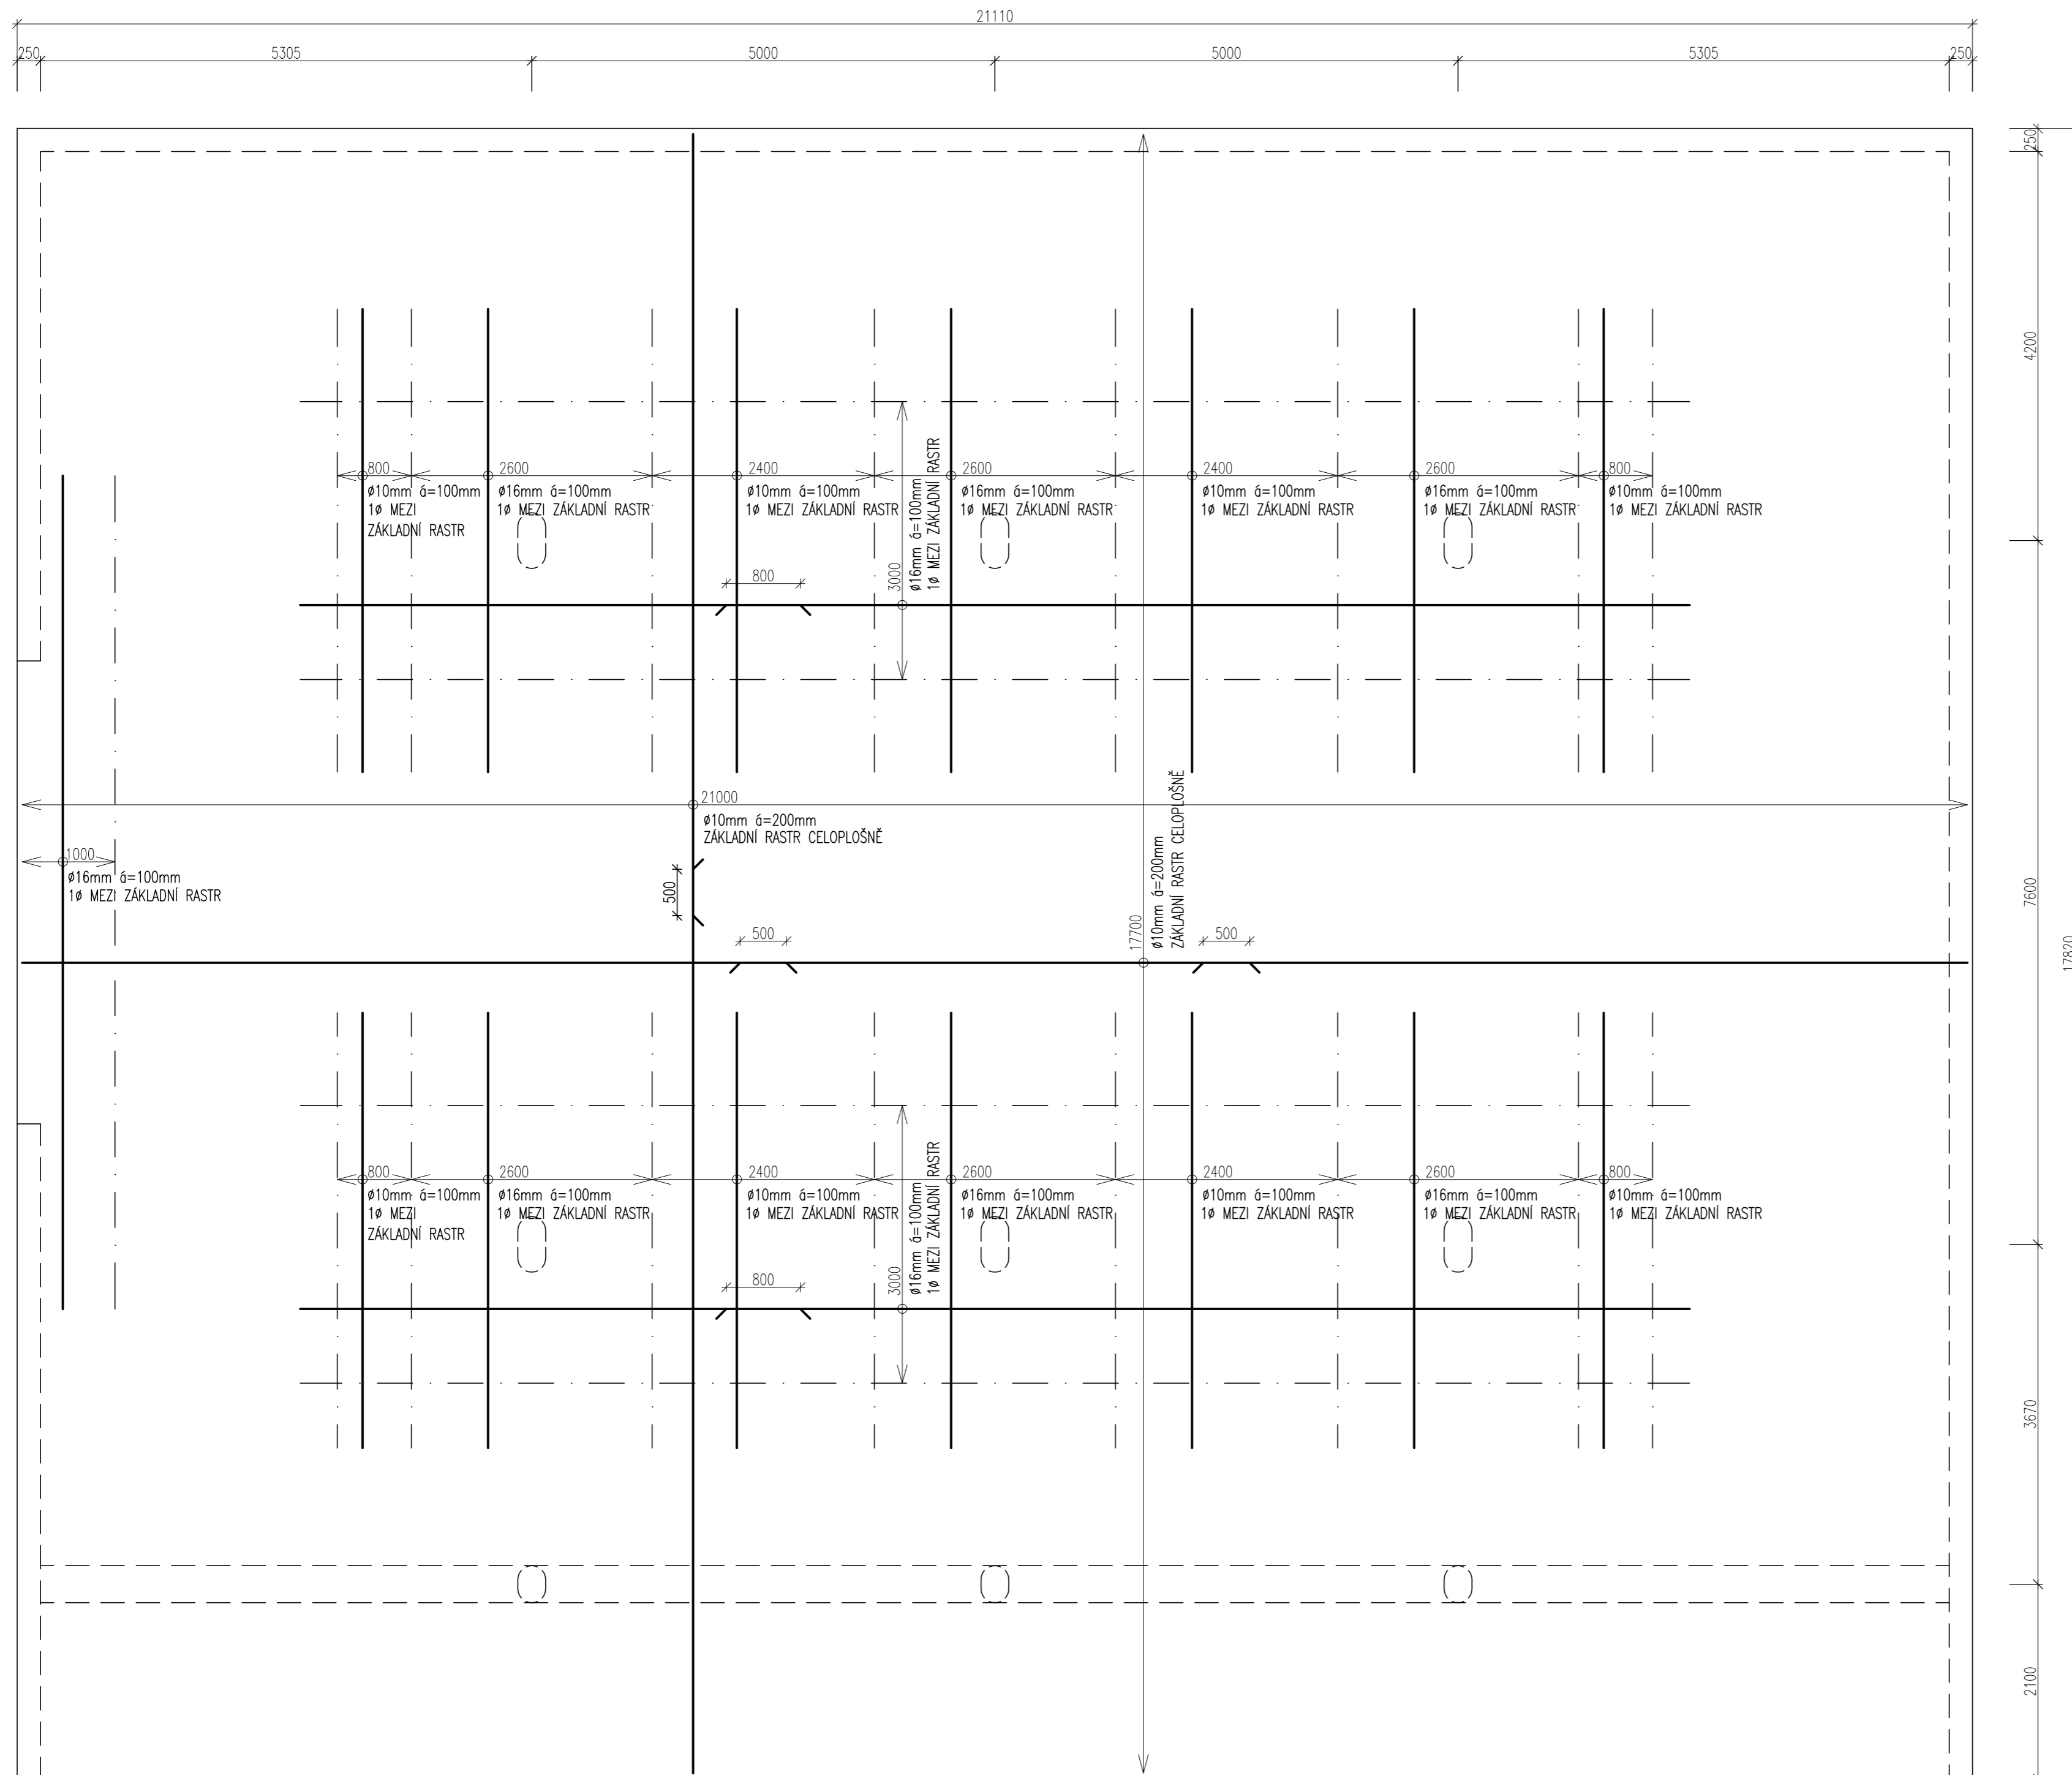 21110
250
5305
5000
5000
5305
250
250
4200
7600
17820
3670
2100
800
ø10mm á=100mm
1ø MEZI
ZÁKLADNÍ RASTR
2600
ø16mm á=100mm
1ø MEZI ZÁKLADNÍ RASTR
2400
ø10mm á=100mm
1ø MEZI ZÁKLADNÍ RASTR
3000
ø16mm á=100mm
1ø MEZI ZÁKLADNÍ RASTR
2600
ø16mm á=100mm
1ø MEZI ZÁKLADNÍ RASTR
2400
ø10mm á=100mm
1ø MEZI ZÁKLADNÍ RASTR
2600
ø16mm á=100mm
1ø MEZI ZÁKLADNÍ RASTR
800
ø10mm á=100mm
1ø MEZI ZÁKLADNÍ RASTR
800
21000
ø10mm á=200mm
ZÁKLADNÍ RASTR CELOPLOŠNĚ
17700
ø10mm á=200mm
ZÁKLADNÍ RASTR CELOPLOŠNĚ
1000
ø16mm á=100mm
1ø MEZI ZÁKLADNÍ RASTR
500
500
500
800
ø10mm á=100mm
1ø MEZI
ZÁKLADNÍ RASTR
2600
ø16mm á=100mm
1ø MEZI ZÁKLADNÍ RASTR
2400
ø10mm á=100mm
1ø MEZI ZÁKLADNÍ RASTR
3000
ø16mm á=100mm
1ø MEZI ZÁKLADNÍ RASTR
2600
ø16mm á=100mm
1ø MEZI ZÁKLADNÍ RASTR
2400
ø10mm á=100mm
1ø MEZI ZÁKLADNÍ RASTR
2600
ø16mm á=100mm
1ø MEZI ZÁKLADNÍ RASTR
800
ø10mm á=100mm
1ø MEZI ZÁKLADNÍ RASTR
800